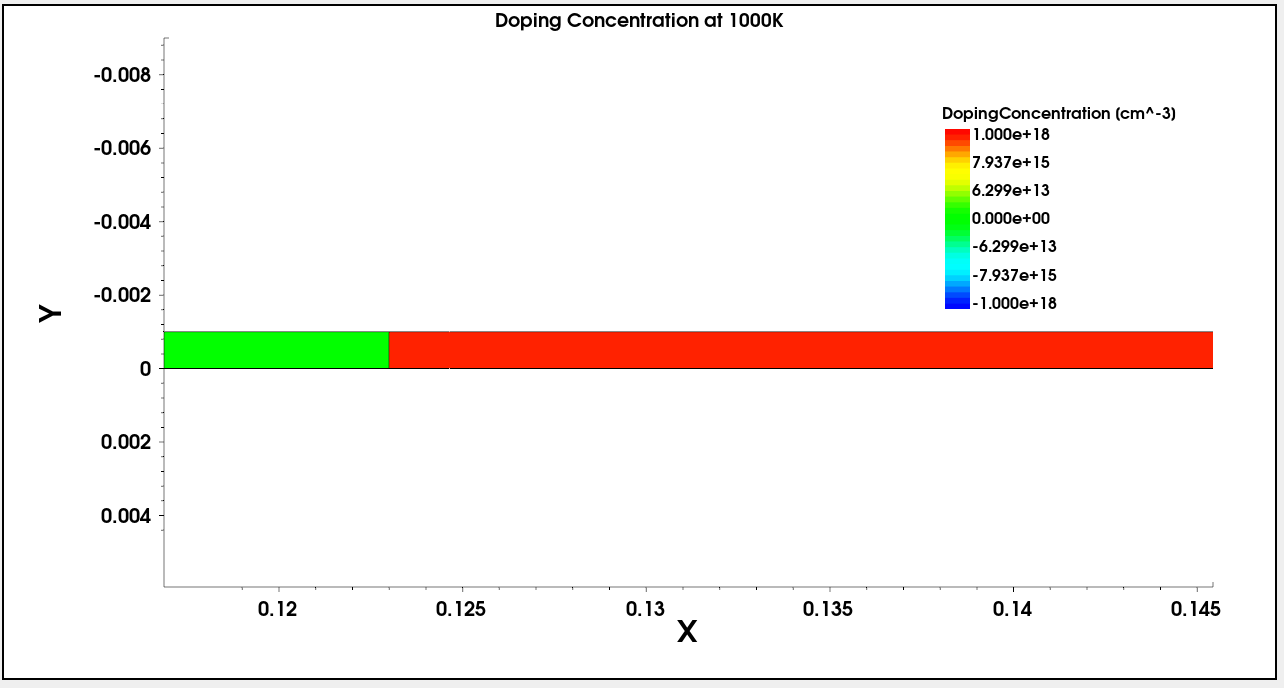 Doping Concentration at 1000K
DopingConcentration (cm^-3)
1.000e+18
7.937e+15
6.299e+13
0.000e+00
-6.299e+13
-7.937e+15
-1.000e+18
Y
-0.008
-0.006
-0.004
-0.002
0
0.002
0.004
0.12 0.125 0.13 0.135 0.14 0.145
X